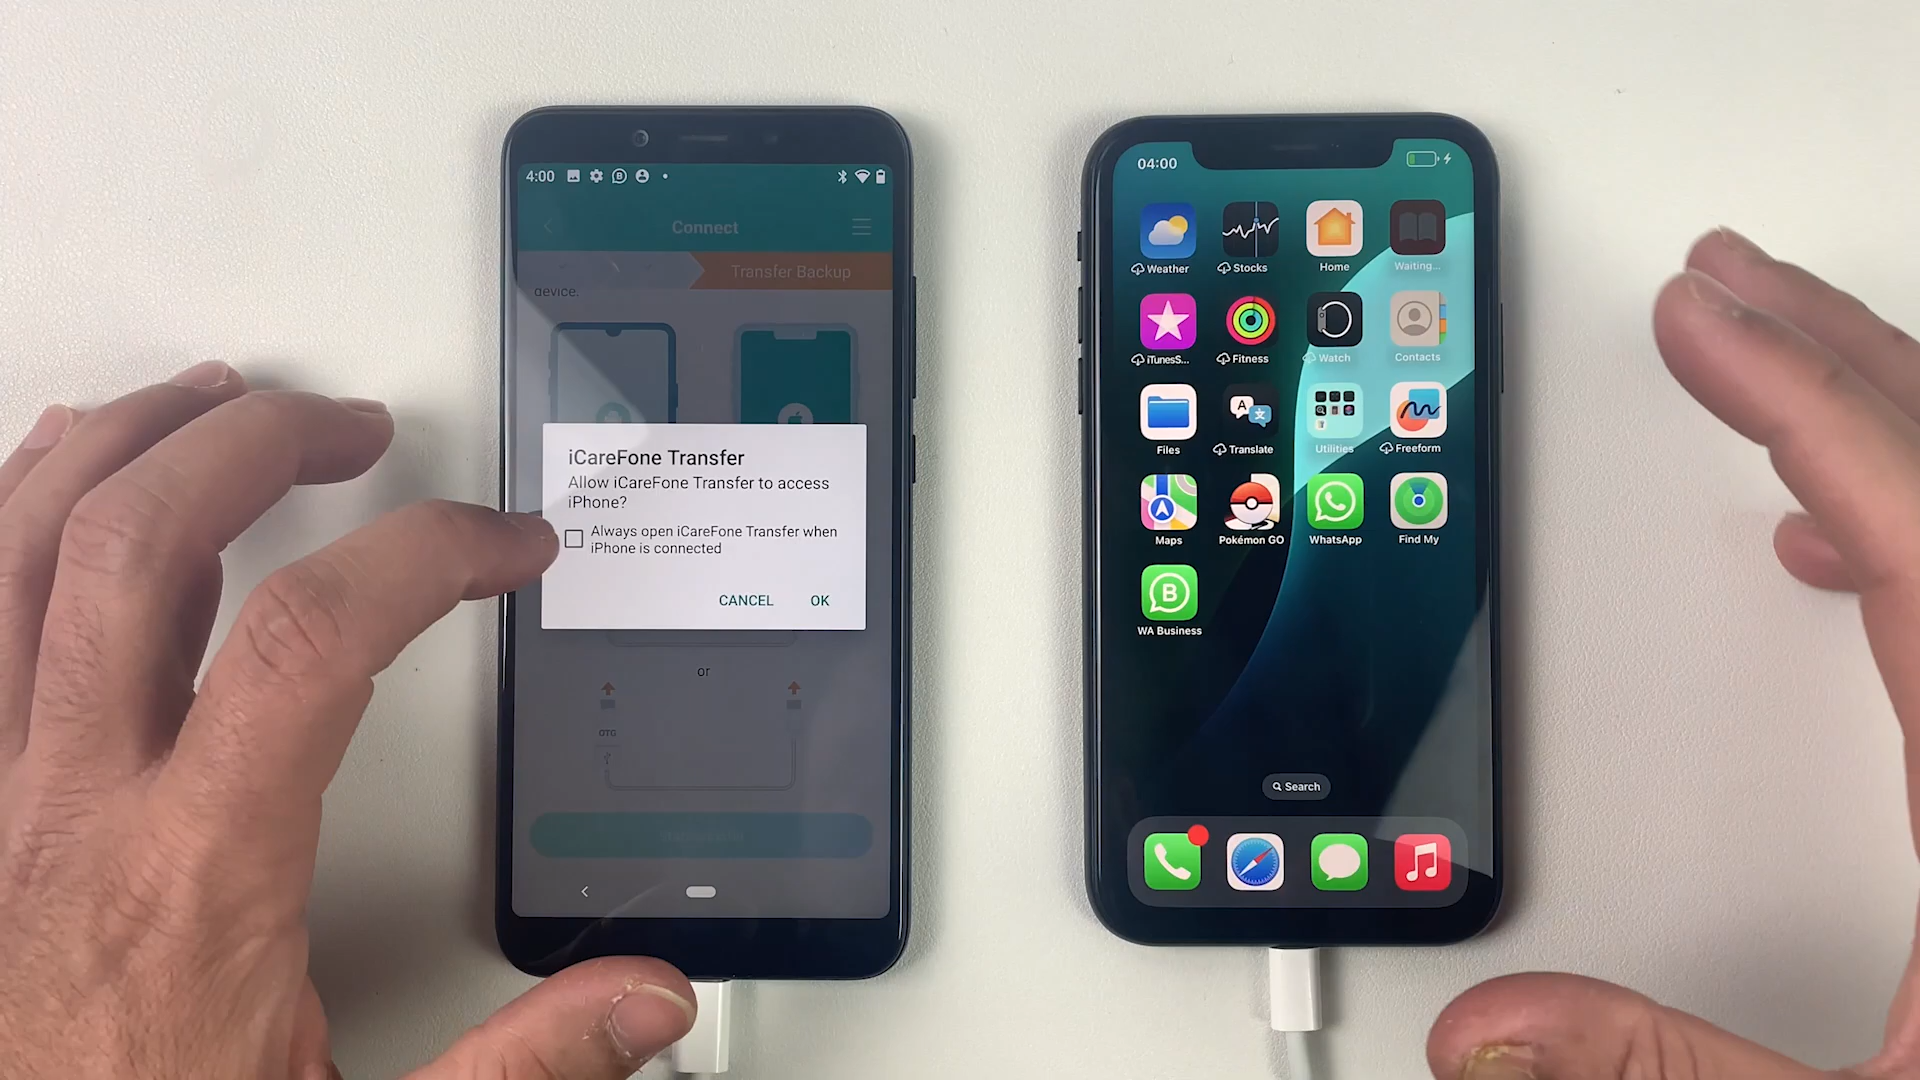 4:00
Connect
Transfer Backup
device.
iCareFone Transfer
Allow iCareFone Transfer to access
iPhone?
Always open iCareFone Transfer when
iPhone is connected
CANCEL
OK
or
OTG
04:00
Weather
Stocks
Home
Waiting...
iTunesS...
Fitness
Watch
Contacts
Files
Translate
Utilities
Freeform
Maps
Pokémon GO
WhatsApp
Find My
B
WA Business
Search